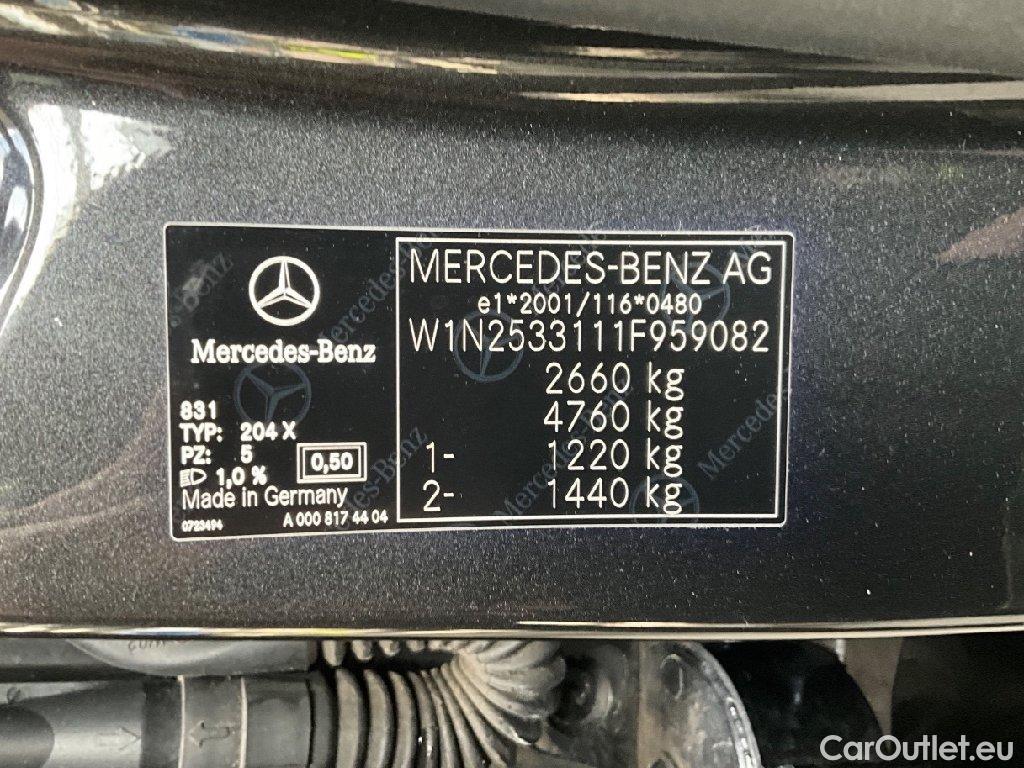 Mercedes-Benz
831
TYP: 204 X
PZ: 5
1,0 %
0,50
Made in Germany
0723494
A 000 817 44 04
MERCEDES-BENZ AG
e1*2001/116*0480
W1N2533111F959082
2660 kg
4760 kg
1- 1220 kg
2- 1440 kg
CarOutlet.eu